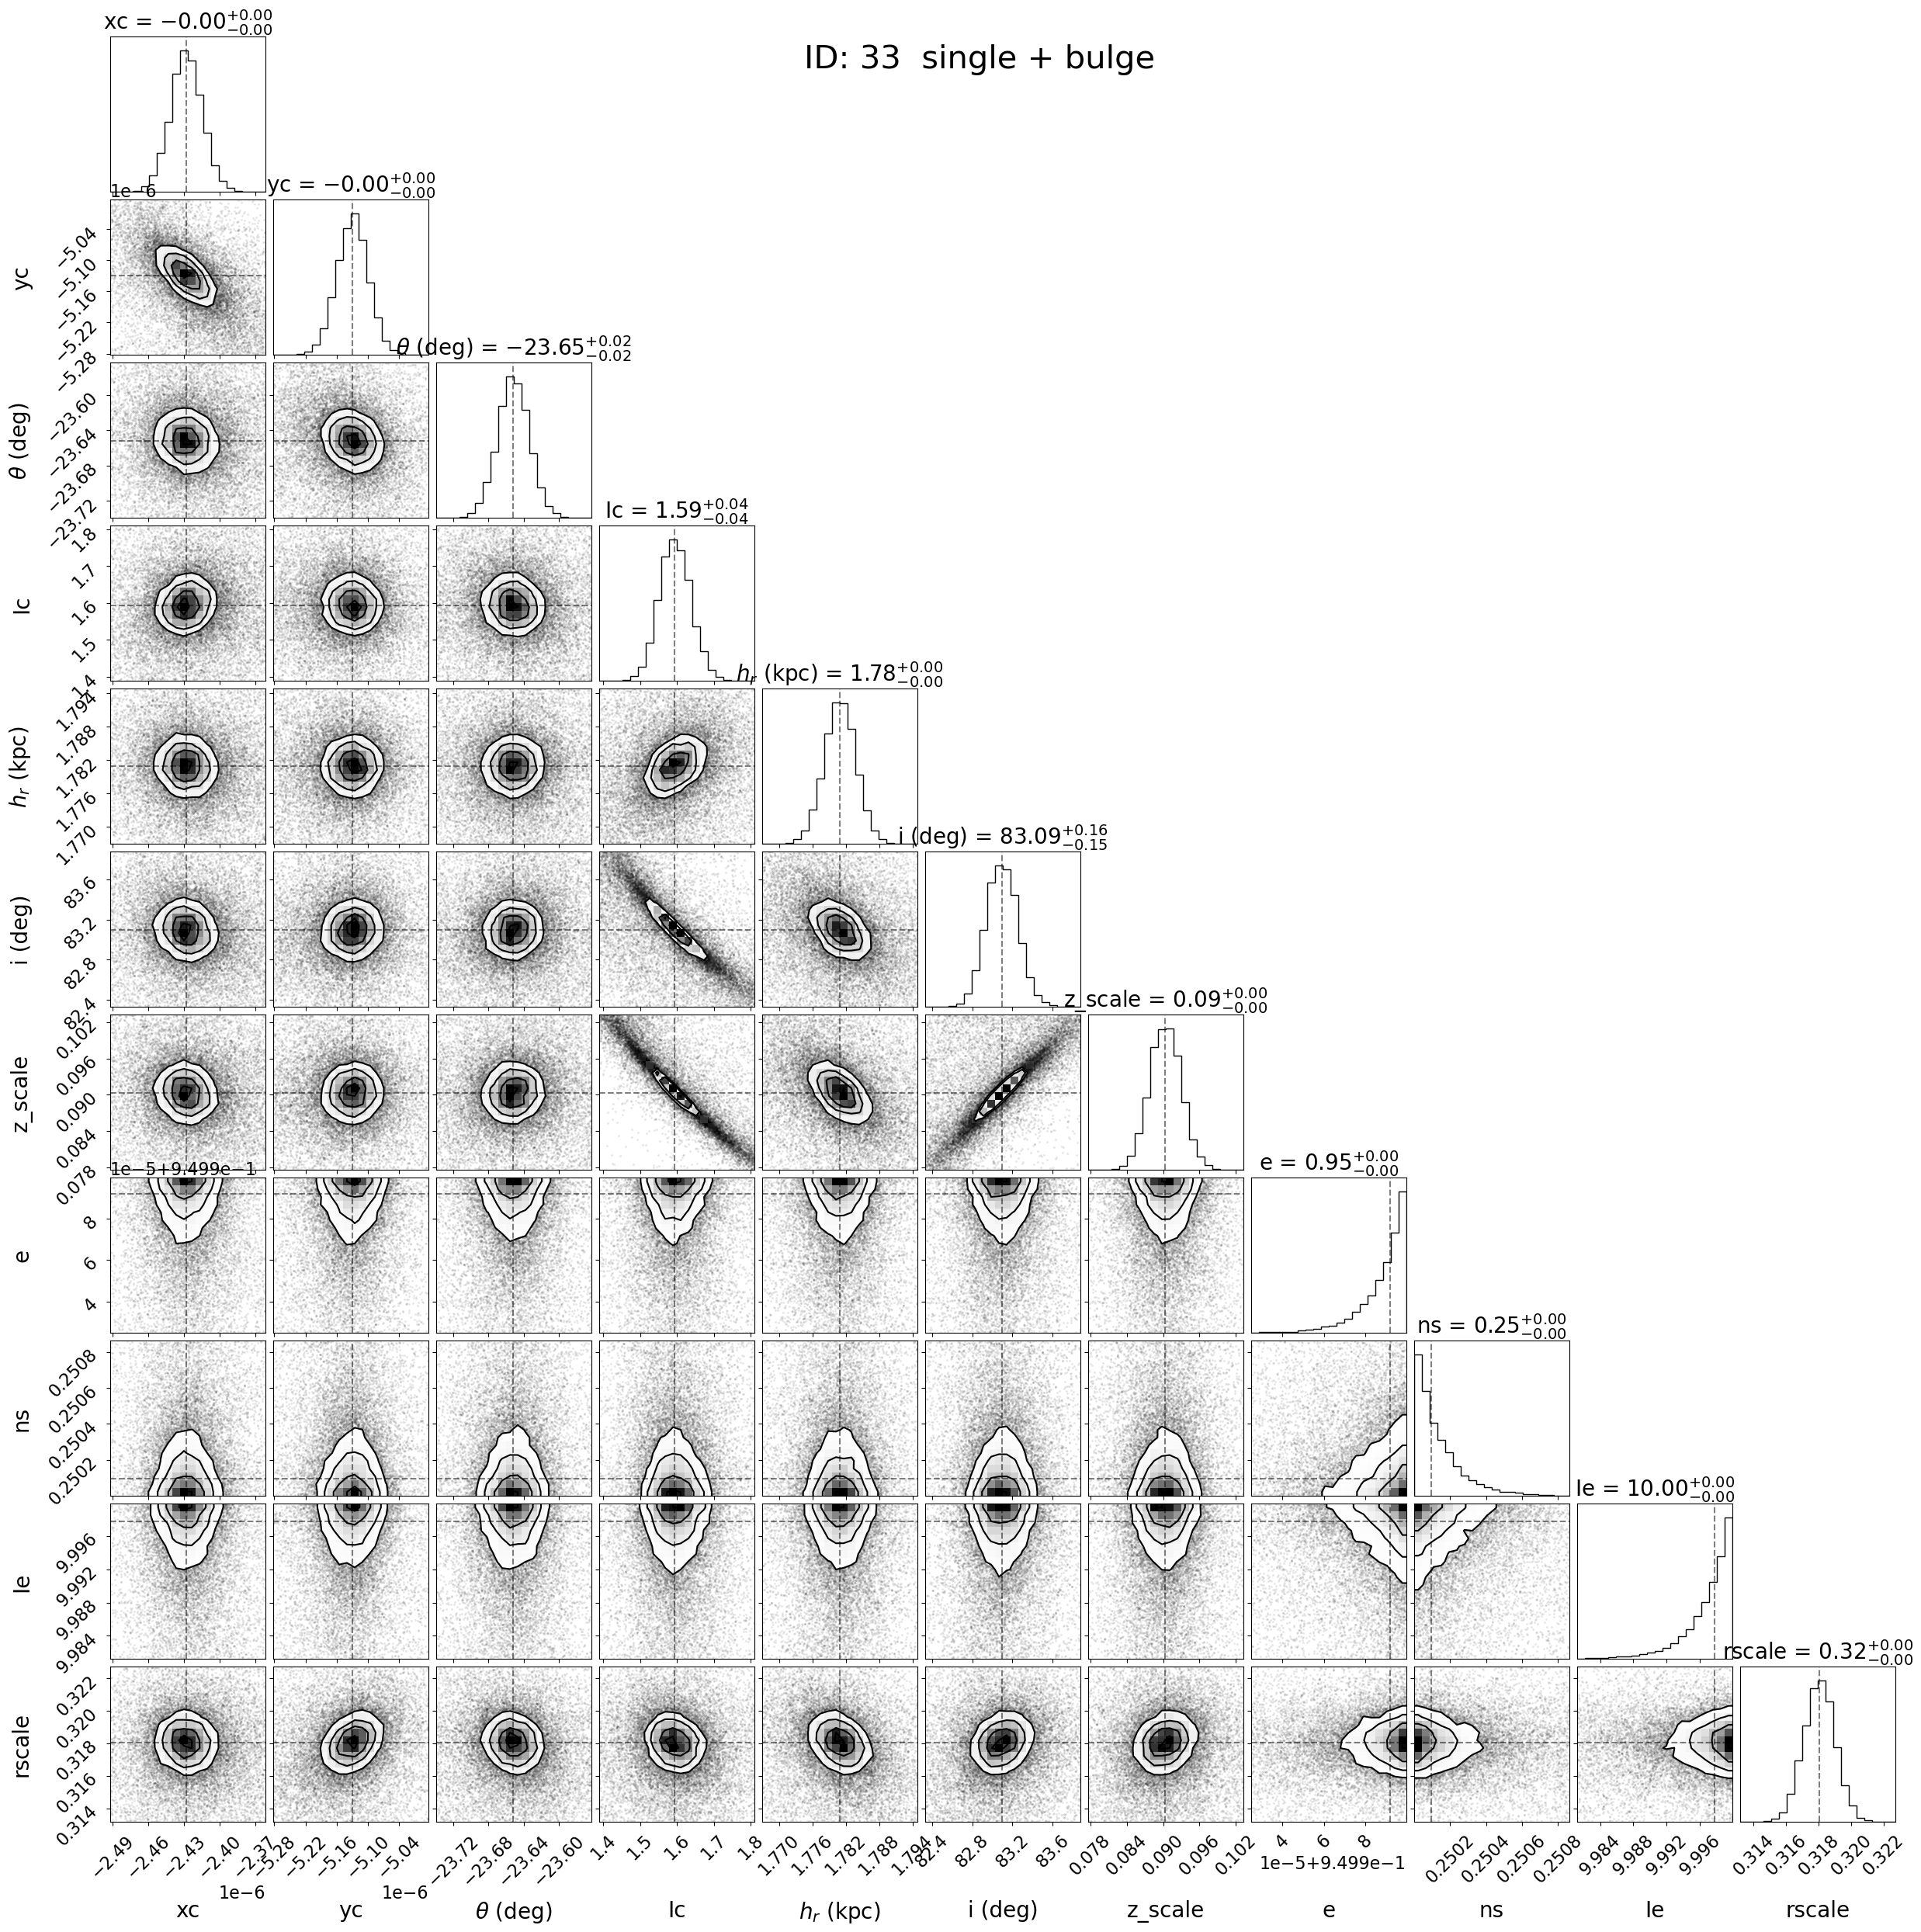 xc = −0.00+0.00−0.00
ID: 33 single + bulge
1e−6
yc = −0.00+0.00−0.00
yc
−5.04
−5.10
−5.16
−5.22
−5.28
θ (deg) = −23.65+0.02−0.02
θ (deg)
−23.60
−23.64
−23.68
−23.72
Ic = 1.59+0.04−0.04
Ic
1.8
1.7
1.6
1.5
1.4
h_r (kpc) = 1.78+0.00−0.00
h_r (kpc)
1.794
1.788
1.782
1.776
1.770
i (deg) = 83.09+0.16−0.15
i (deg)
83.6
83.2
82.8
82.4
z_scale = 0.09+0.00−0.00
z_scale
0.102
0.096
0.090
0.084
0.078
1e−5+9.499e−1
e = 0.95+0.00−0.00
e
8
6
4
ns = 0.25+0.00−0.00
ns
0.2508
0.2506
0.2504
0.2502
Ie = 10.00+0.00−0.00
Ie
9.996
9.992
9.988
9.984
rscale = 0.32+0.00−0.00
rscale
0.322
0.320
0.318
0.316
0.314
−2.49 −2.46 −2.43 −2.40 −2.37
−5.28 −5.22 −5.16 −5.10 −5.04
−23.72 −23.68 −23.64 −23.60
1.4 1.5 1.6 1.7 1.8
1.770 1.776 1.782 1.788 1.794
82.4 82.8 83.2 83.6
0.078 0.084 0.090 0.096 0.102
4 6 8
0.2502 0.2504 0.2506 0.2508
9.984 9.988 9.992 9.996
0.314 0.316 0.318 0.320 0.322
1e−6 1e−6 1e−5+9.499e−1
xc yc θ (deg) Ic h_r (kpc) i (deg) z_scale e ns Ie rscale